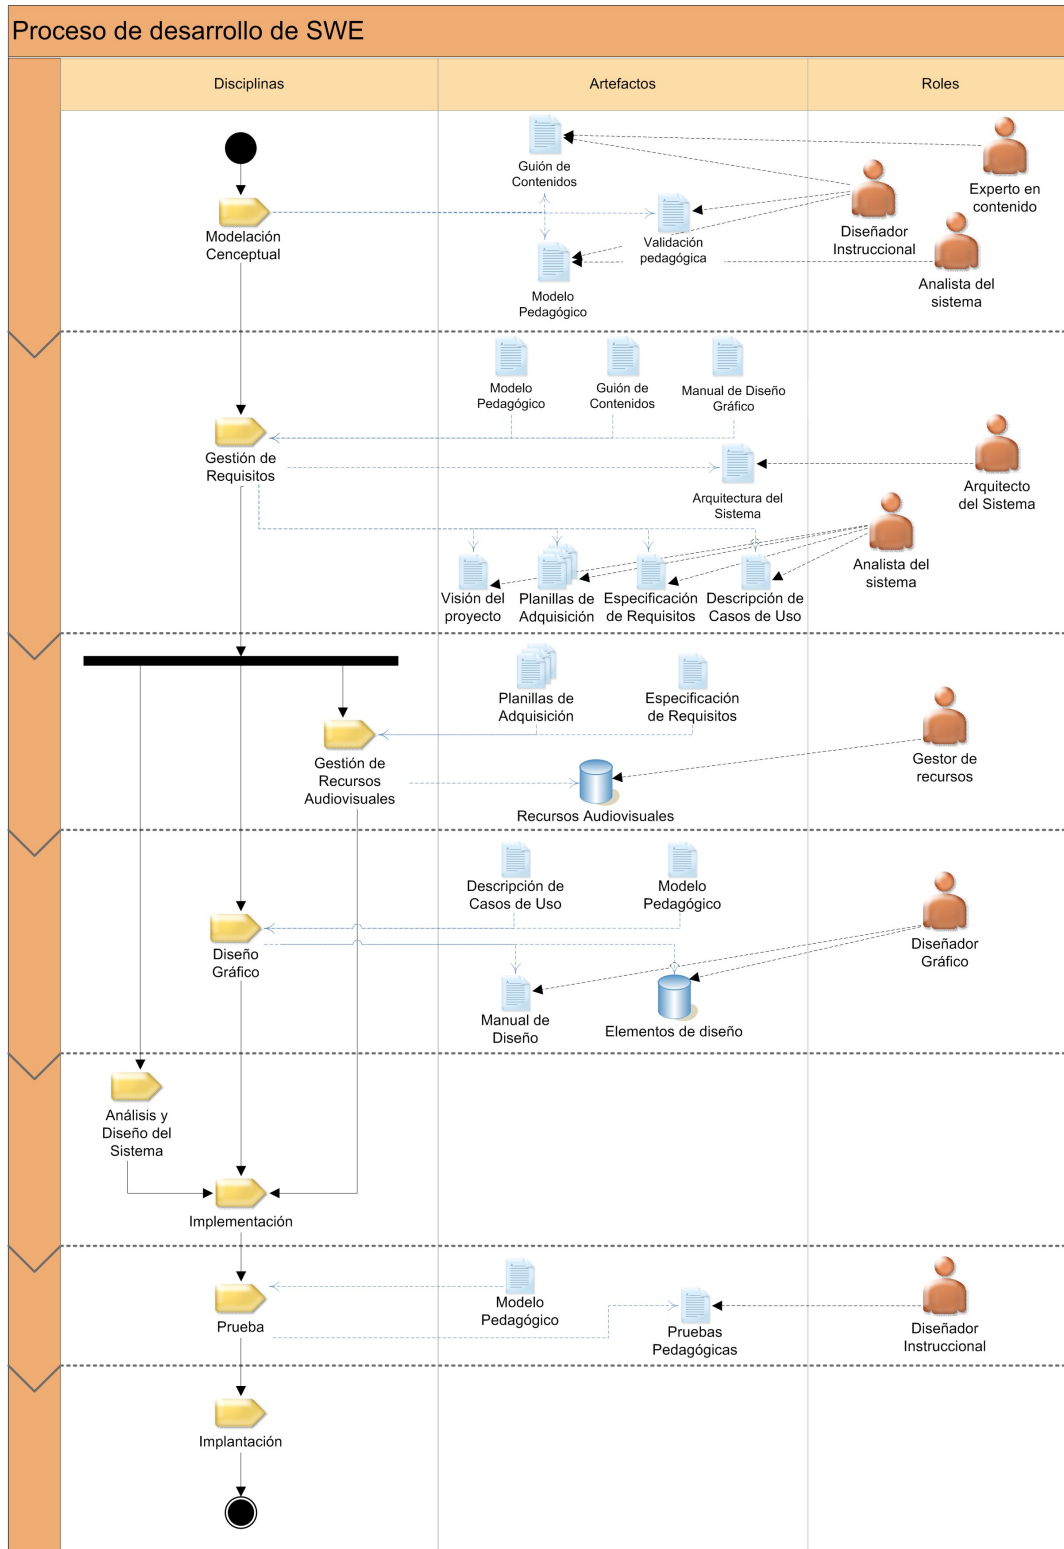 Proceso de desarrollo de SWE
Disciplinas
Artefactos
Roles
Guión de
Contenidos
Experto en
contenido
Modelación
Cenceptual
Validación
pedagógica
Diseñador
Instruccional
Modelo
Pedagógico
Analista del
sistema
Modelo
Pedagógico
Guión de
Contenidos
Manual de Diseño
Gráfico
Gestión de
Requisitos
Arquitectura del
Sistema
Arquitecto
del Sistema
Analista del
sistema
Visión del
proyecto
Planillas de
Adquisición
Especificación
de Requisitos
Descripción de
Casos de Uso
Planillas de
Adquisición
Especificación
de Requisitos
Gestión de
Recursos
Audiovisuales
Gestor de
recursos
Recursos Audiovisuales
Descripción de
Casos de Uso
Modelo
Pedagógico
Diseño
Gráfico
Diseñador
Gráfico
Manual de
Diseño
Elementos de diseño
Análisis y
Diseño del
Sistema
Implementación
Modelo
Pedagógico
Prueba
Pruebas
Pedagógicas
Diseñador
Instruccional
Implantación